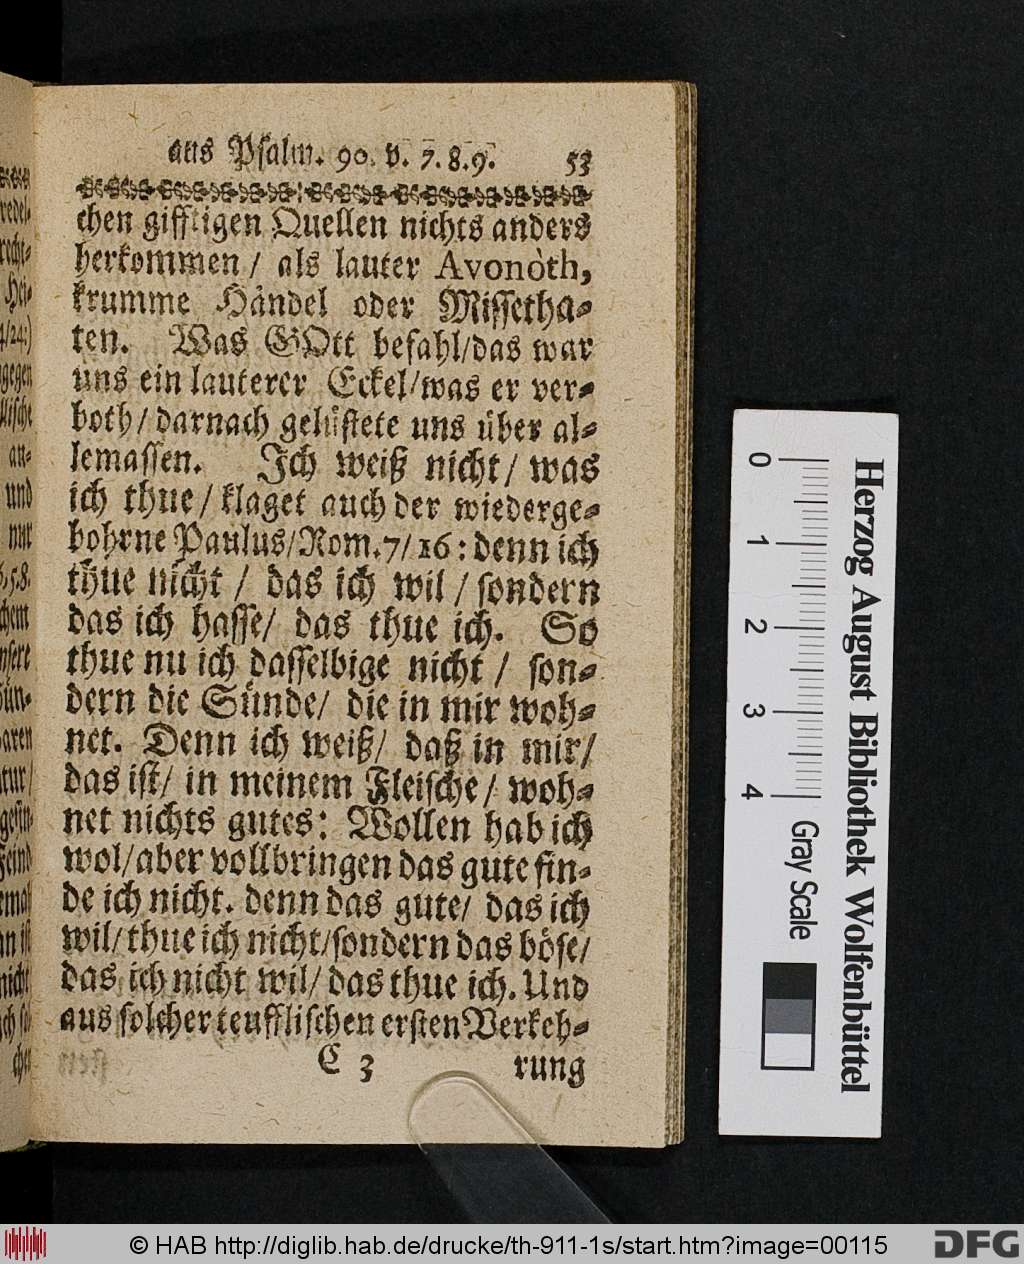 aus Psalm. 90. v. 7. 8. 9. 53
chen gifftigen Quellen nichts anders
herkommen / als lauter Avonòth,
krumme Håndel oder Missetha-
ten. Was GOtt befahl/das war
uns ein lauterer Eckel/was er ver-
both/ darnach gelüstete uns über al-
lemassen. Ich weiß nicht / was
ich thue / klaget auch der wiederge-
bohrne Paulus/Rom.7/16: denn ich
thue nicht / das ich wil / sondern
das ich hasse/ das thue ich. So
thue nu ich dasselbige nicht / son-
dern die Sünde/ die in mir woh-
net. Denn ich weiß/ daß in mir/
das ist/ in meinem Fleische / woh-
net nichts gutes: Wollen hab ich
wol/aber vollbringen das gute fin-
de ich nicht. denn das gute/ das ich
wil/thue ich nicht/sondern das böse/
das ich nicht wil/ das thue ich. Und
aus solcher teufflischen ersten Verkeh-
E 3 rung
Herzog August Bibliothek Wolfenbüttel
0 1 2 3 4 Gray Scale
© HAB http://diglib.hab.de/drucke/th-911-1s/start.htm?image=00115
DFG